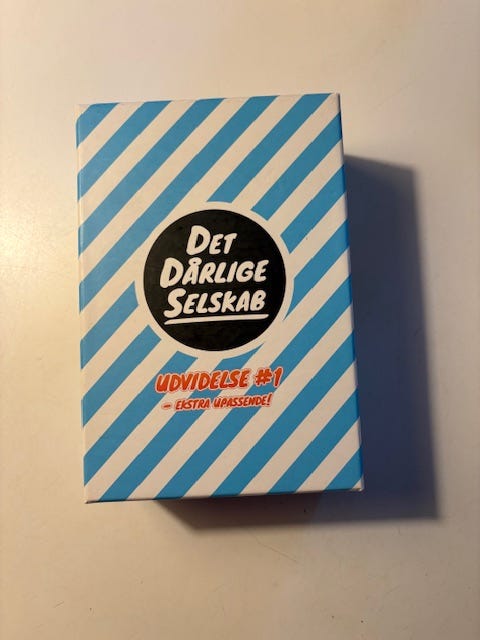 DET
DÅRLIGE
SELSKAB
UDVIDELSE #1
– EKSTRA UPASSENDE!